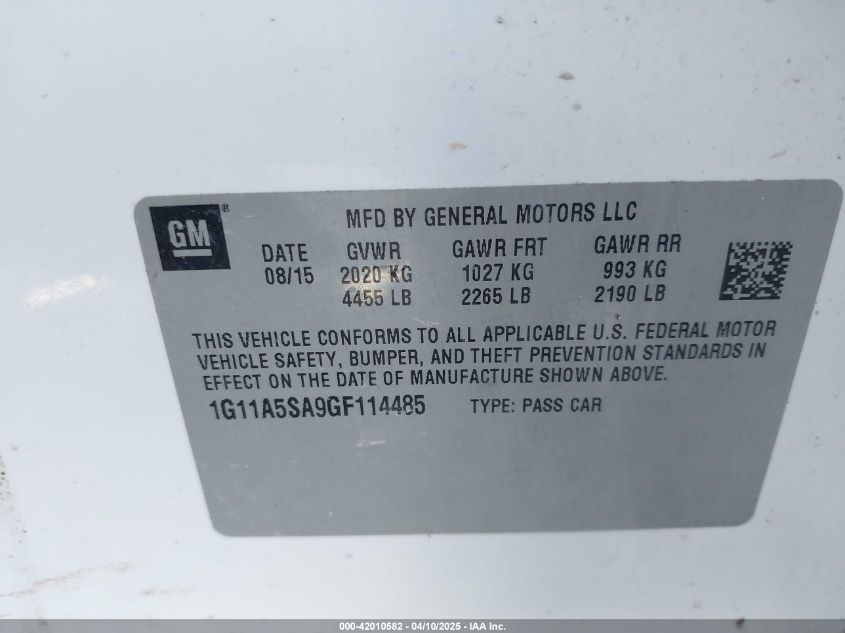 GM®
MFD BY GENERAL MOTORS LLC
DATE GVWR GAWR FRT GAWR RR
08/15 2020 KG 1027 KG 993 KG
4455 LB 2265 LB 2190 LB
THIS VEHICLE CONFORMS TO ALL APPLICABLE U.S. FEDERAL MOTOR
VEHICLE SAFETY, BUMPER, AND THEFT PREVENTION STANDARDS IN
EFFECT ON THE DATE OF MANUFACTURE SHOWN ABOVE.
1G11A5SA9GF114485 TYPE: PASS CAR
000-42010582 - 04/10/2025 - IAA Inc.